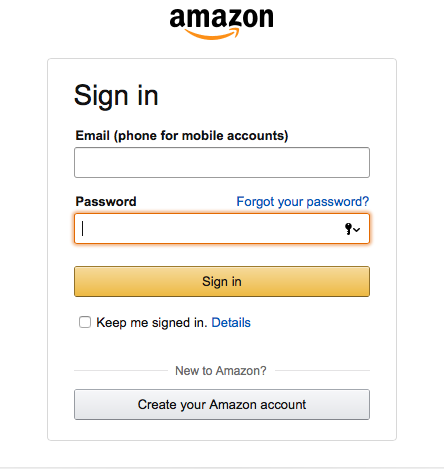 amazon
Sign in
Email (phone for mobile accounts)
Password Forgot your password?
Sign in
Keep me signed in. Details
New to Amazon?
Create your Amazon account